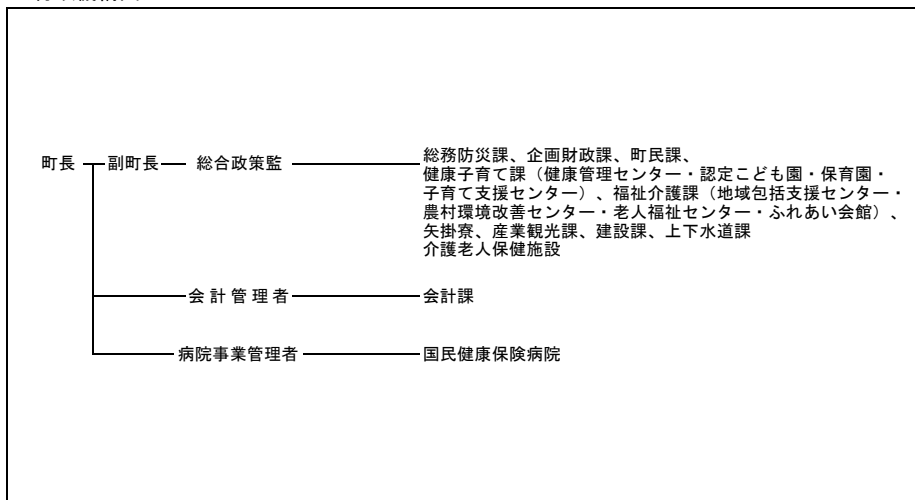 町長 副町長 総合政策監 総務防災課、企画財政課、町民課、
健康子育て課（健康管理センター・認定こども園・保育園・
子育て支援センター）、福祉介護課（地域包括支援センター・
農村環境改善センター・老人福祉センター・ふれあい会館）、
矢掛寮、産業観光課、建設課、上下水道課
介護老人保健施設
会計管理者 会計課
病院事業管理者 国民健康保険病院